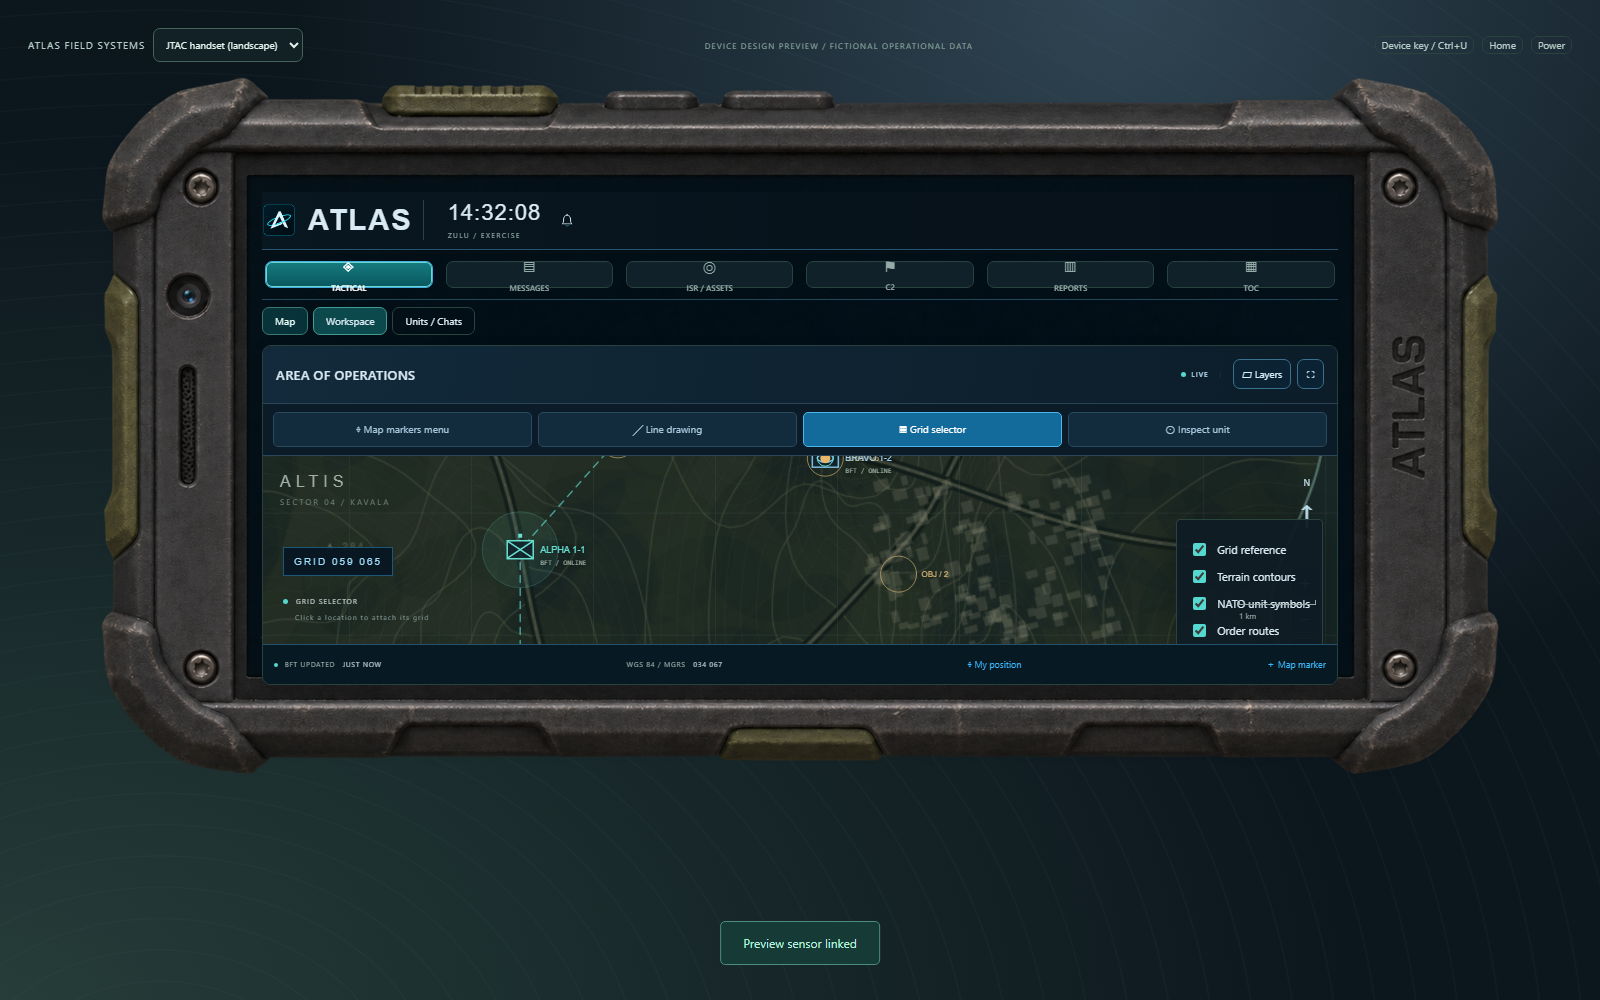 ATLAS FIELD SYSTEMS
JTAC handset (landscape)
DEVICE DESIGN PREVIEW / FICTIONAL OPERATIONAL DATA
Device key / Ctrl+U
Home
Power
ATLAS
14:32:08
ZULU / EXERCISE
TACTICAL
MESSAGES
ISR / ASSETS
C2
REPORTS
TOC
Map
Workspace
Units / Chats
AREA OF OPERATIONS
LIVE
Layers
Map markers menu
Line drawing
Grid selector
Inspect unit
ALTIS
SECTOR 04 / KAVALA
BRAVO 1-2
BFT / ONLINE
N
GRID 059 065
ALPHA 1-1
BFT / ONLINE
OBJ / 2
GRID SELECTOR
Click a location to attach its grid
Grid reference
Terrain contours
NATO unit symbols
1 km
Order routes
BFT UPDATED JUST NOW
WGS 84 / MGRS 034 067
My position
+ Map marker
ATLAS
Preview sensor linked